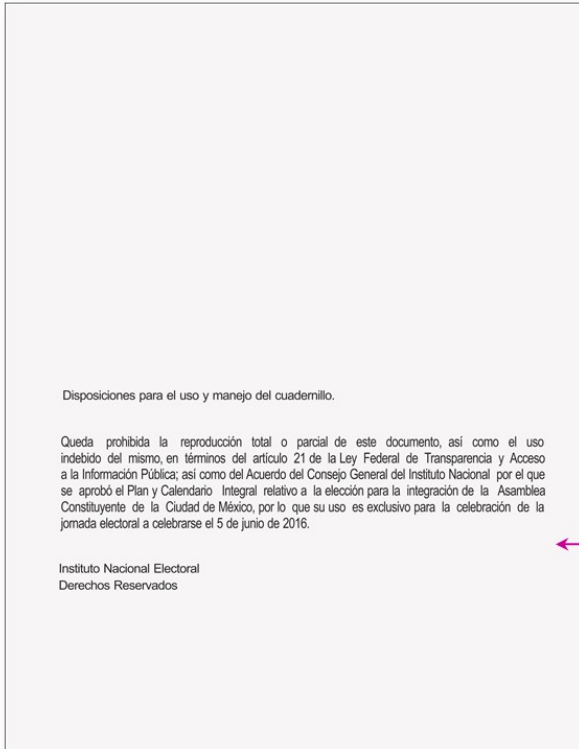 Disposiciones para el uso y manejo del cuadernillo.
Queda prohibida la reproducción total o parcial de este documento, así como el uso
indebido del mismo, en términos del artículo 21 de la Ley Federal de Transparencia y Acceso
a la Información Pública; así como del Acuerdo del Consejo General del Instituto Nacional por el que
se aprobó el Plan y Calendario Integral relativo a la elección para la integración de la Asamblea
Constituyente de la Ciudad de México, por lo que su uso es exclusivo para la celebración de la
jornada electoral a celebrarse el 5 de junio de 2016.
Instituto Nacional Electoral
Derechos Reservados